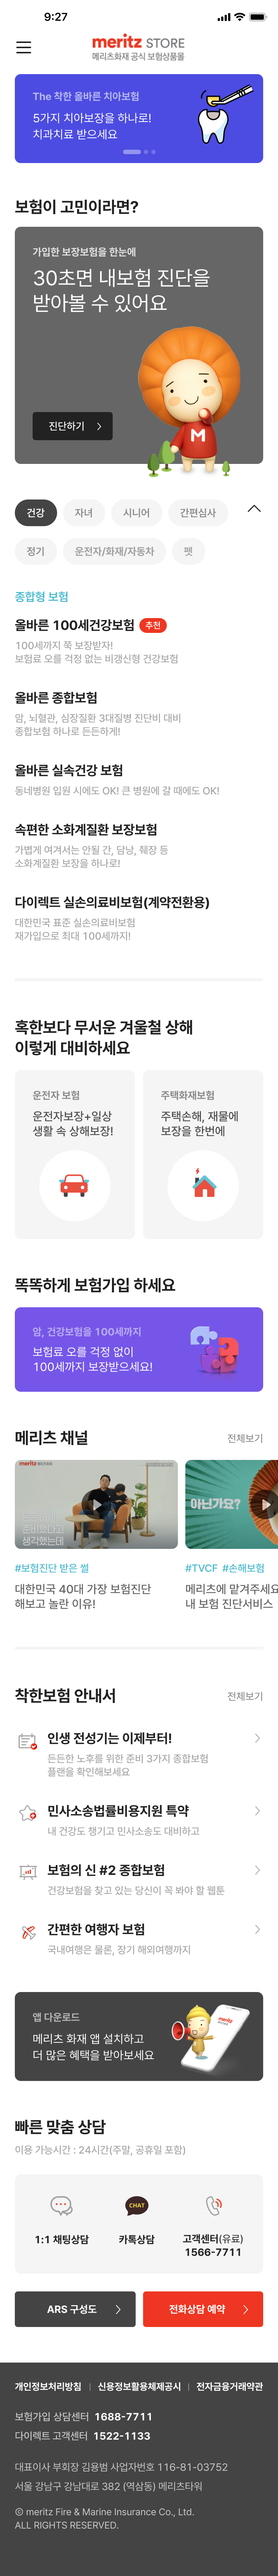 9:27
meritz STORE
메리츠화재 공식 보험상품몰
The 착한 올바른 치아보험
5가지 치아보장을 하나로!
치과치료 받으세요
보험이 고민이라면?
가입한 보장보험을 한눈에
30초면 내보험 진단을
받아볼 수 있어요
M
진단하기
건강
자녀
시니어
간편심사
정기
운전자/화재/자동차
펫
종합형 보험
올바른 100세건강보험 추천
100세까지 쭉 보장받자!
보험료 오를 걱정 없는 비갱신형 건강보험
올바른 종합보험
암, 뇌혈관, 심장질환 3대질병 진단비 대비
종합보험 하나로 든든하게!
올바른 실속건강 보험
동네병원 입원 시에도 OK! 큰 병원에 갈 때에도 OK!
속편한 소화계질환 보장보험
가볍게 여겨서는 안될 간, 담낭, 췌장 등
소화계질환 보장을 하나로!
다이렉트 실손의료비보험(계약전환용)
대한민국 표준 실손의료비보험
재가입으로 최대 100세까지!
혹한보다 무서운 겨울철 상해
이렇게 대비하세요
운전자 보험
운전자보장+일상
생활 속 상해보장!
주택화재보험
주택손해, 재물에
보장을 한번에
똑똑하게 보험가입 하세요
암, 건강보험을 100세까지
보험료 오를 걱정 없이
100세까지 보장받으세요!
메리츠 채널
전체보기
meritz 메리츠화재
준비했다고
생각했는데
아닌가요?
#보험진단 받은 썰
대한민국 40대 가장 보험진단
해보고 놀란 이유!
#TVCF #손해보험
메리츠에 맡겨주세요
내 보험 진단서비스
착한보험 안내서
전체보기
인생 전성기는 이제부터!
든든한 노후를 위한 준비 3가지 종합보험
플랜을 확인해보세요
민사소송법률비용지원 특약
내 건강도 챙기고 민사소송도 대비하고
보험의 신 #2 종합보험
건강보험을 찾고 있는 당신이 꼭 봐야 할 웹툰
간편한 여행자 보험
국내여행은 물론, 장기 해외여행까지
앱 다운로드
메리츠 화재 앱 설치하고
더 많은 혜택을 받아보세요
meritz
빠른 맞춤 상담
이용 가능시간 : 24시간(주말, 공휴일 포함)
CHAT
1:1 채팅상담
카톡상담
고객센터(유료)
1566-7711
ARS 구성도
전화상담 예약
개인정보처리방침 | 신용정보활용체제공시 | 전자금융거래약관
보험가입 상담센터 1688-7711
다이렉트 고객센터 1522-1133
대표이사 부회장 김용범 사업자번호 116-81-03752
서울 강남구 강남대로 382 (역삼동) 메리츠타워
© meritz Fire & Marine Insurance Co., Ltd.
ALL RIGHTS RESERVED.